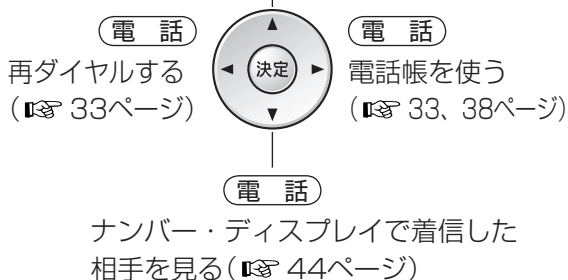 電 話
再ダイヤルする
(☞ 33ページ)
決定
電 話
電話帳を使う
(☞ 33、38ページ)
電 話
ナンバー・ディスプレイで着信した
相手を見る(☞ 44ページ)